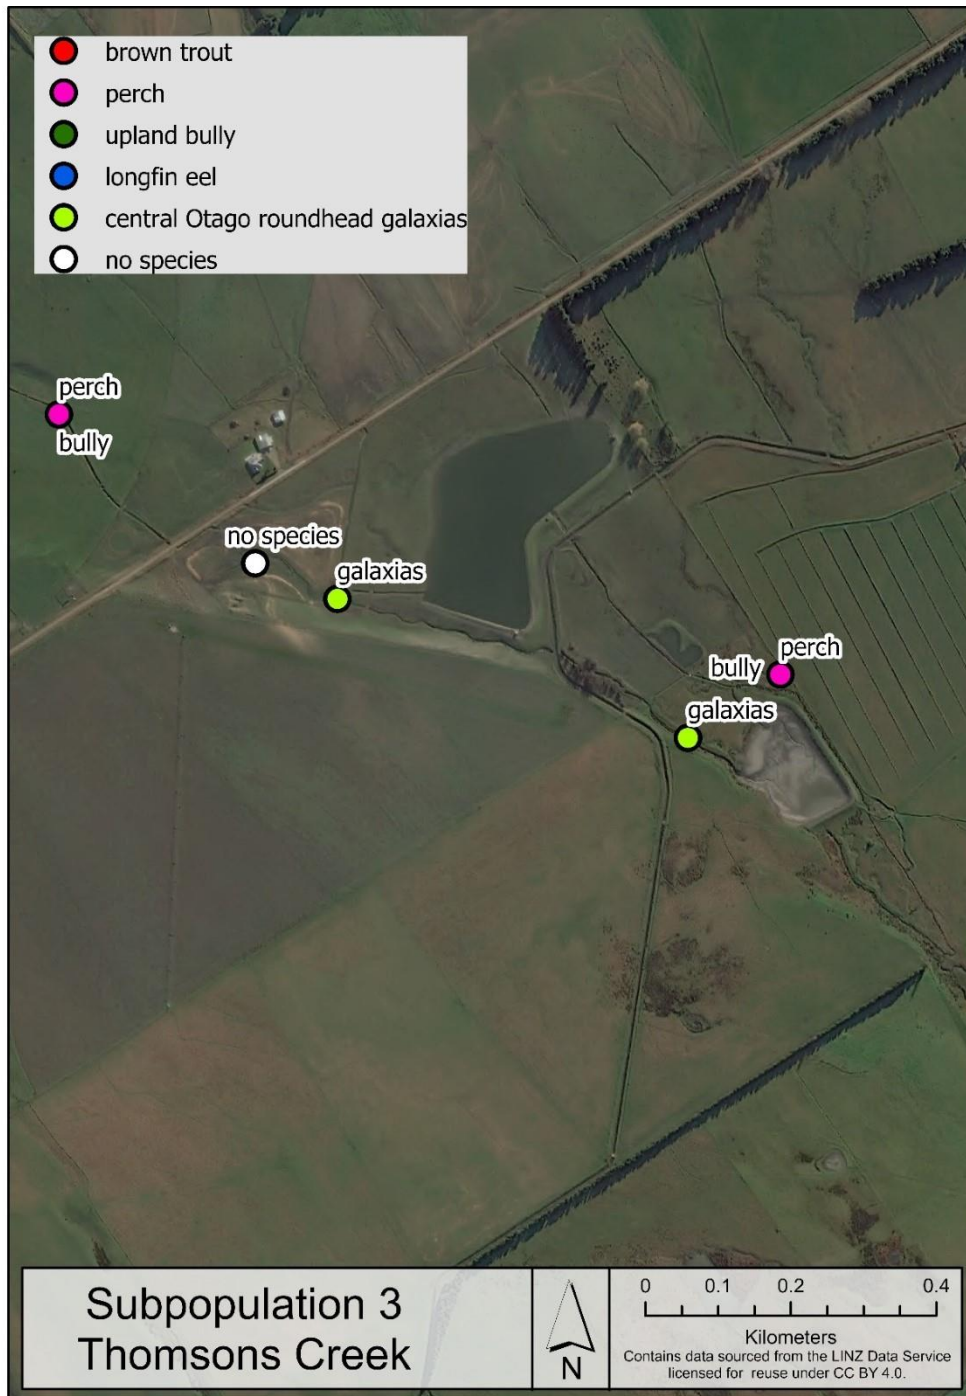 brown trout
perch
upland bully
longfin eel
central Otago roundhead galaxias
no species
perch
bully
no species
galaxias
perch
bully
galaxias
Subpopulation 3
Thomsons Creek
N
0 0.1 0.2 0.4
Kilometers
Contains data sourced from the LINZ Data Service
licensed for reuse under CC BY 4.0.